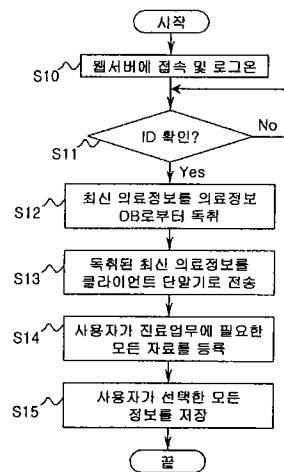 시작
S10
웹서버에 접속 및 로그온
S11
ID 확인?
No
Yes
S12
최신 의료정보를 의료정보
DB로부터 독취
S13
독취된 최신 의료정보를
클라이언트 단말기로 전송
S14
사용자가 진료업무에 필요한
모든 자료를 등록
S15
사용자가 선택한 모든
정보를 저장
끝